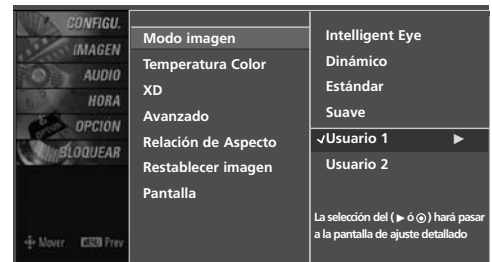 CONFIGU.
IMAGEN
AUDIO
HORA
OPCION
BLOQUEAR
Mover MENU Prev
Modo imagen
Temperatura Color
XD
Avanzado
Relación de Aspecto
Restablecer imagen
Pantalla
Intelligent Eye
Dinámico
Estándar
Suave
✓Usuario 1 ▶
Usuario 2
La selección del ( ▶ ó ◉ ) hará pasar
a la pantalla de ajuste detallado